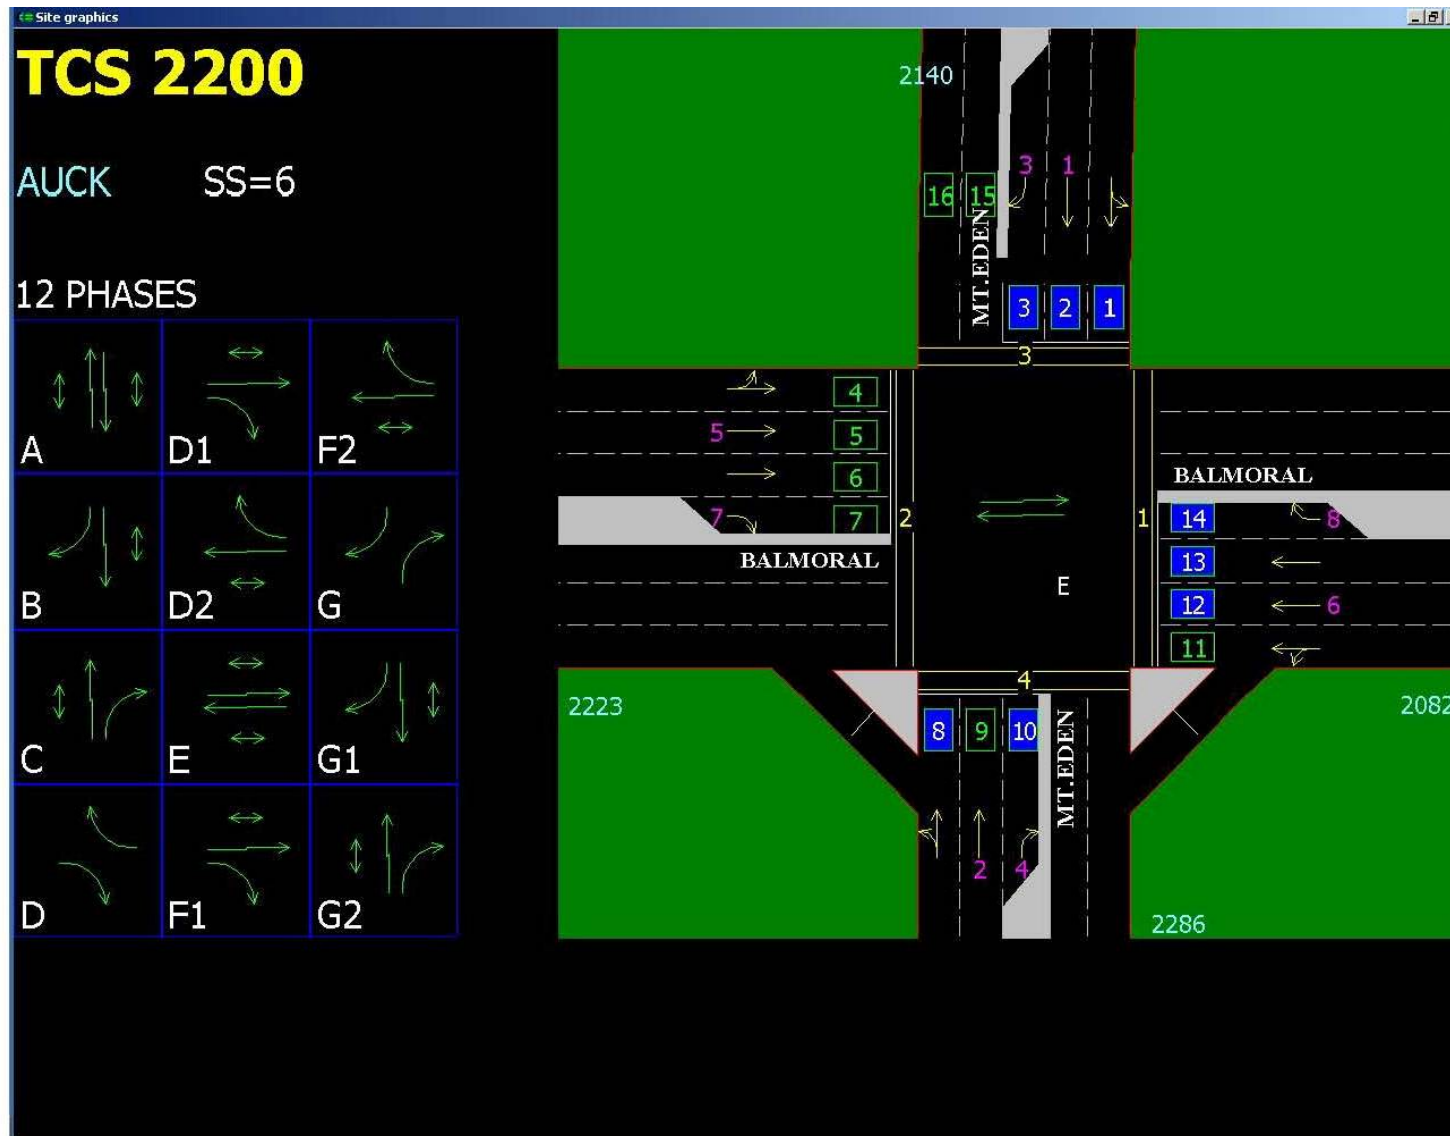 Site graphics
TCS 2200
AUCK SS=6
12 PHASES
A D1 F2
B D2 G
C E G1
D F1 G2
2140
3 1
16 15
MT.EDEN
3 2 1
3
4
5 5
6
7 7
BALMORAL
2
1
E
BALMORAL
14 8
13
12 6
11
4
2223
2082
8 9 10
MT.EDEN
2 4
2286